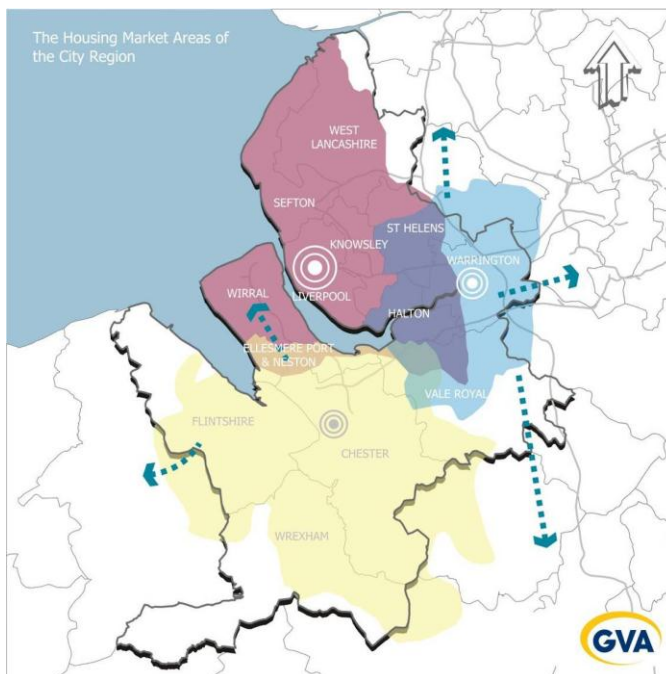 The Housing Market Areas of
the City Region
WEST
LANCASHIRE
SEFTON
ST HELENS
KNOWSLEY
WARRINGTON
WIRRAL
LIVERPOOL
HALTON
ELLESMERE PORT
& NESTON
VALE ROYAL
FLINTSHIRE
CHESTER
WREXHAM
GVA